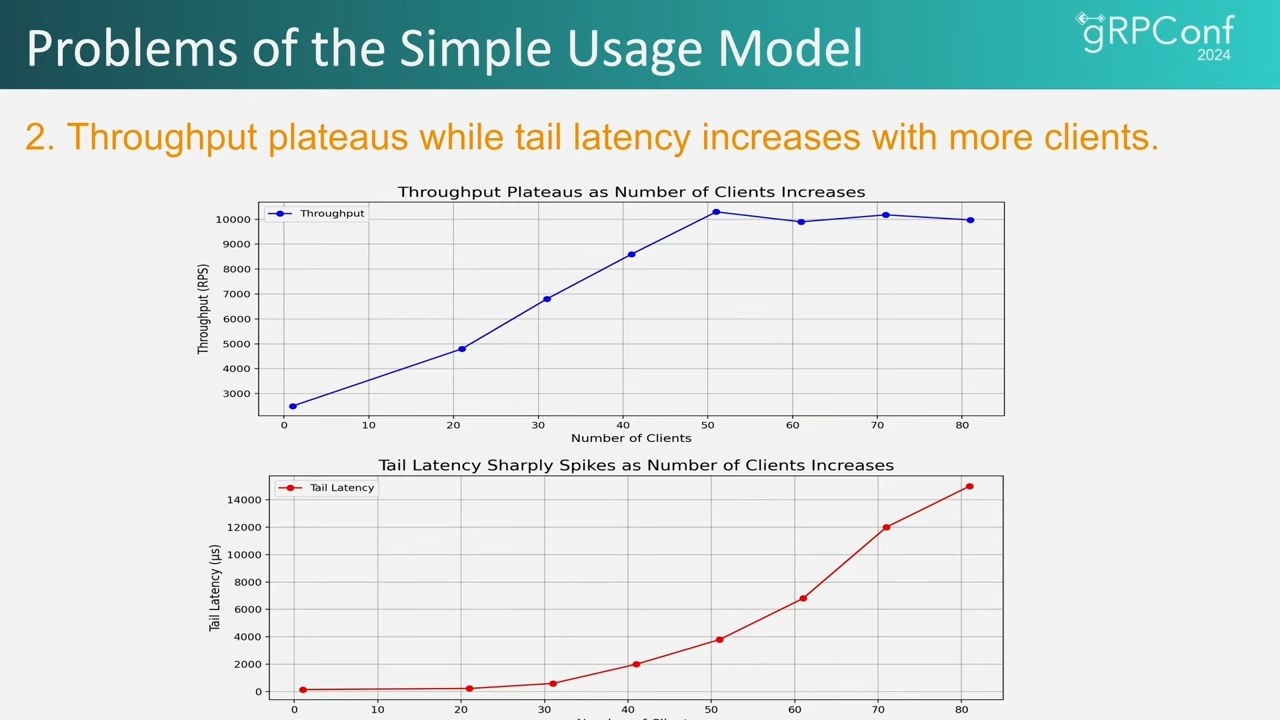 Problems of the Simple Usage Model
gRPConf
2024
2. Throughput plateaus while tail latency increases with more clients.
Throughput Plateaus as Number of Clients Increases
Throughput
10000
9000
8000
7000
6000
5000
4000
3000
Throughput (RPS)
0 10 20 30 40 50 60 70 80
Number of Clients
Tail Latency Sharply Spikes as Number of Clients Increases
Tail Latency
14000
12000
10000
8000
6000
4000
2000
0
Tail Latency (µs)
0 10 20 30 40 50 60 70 80